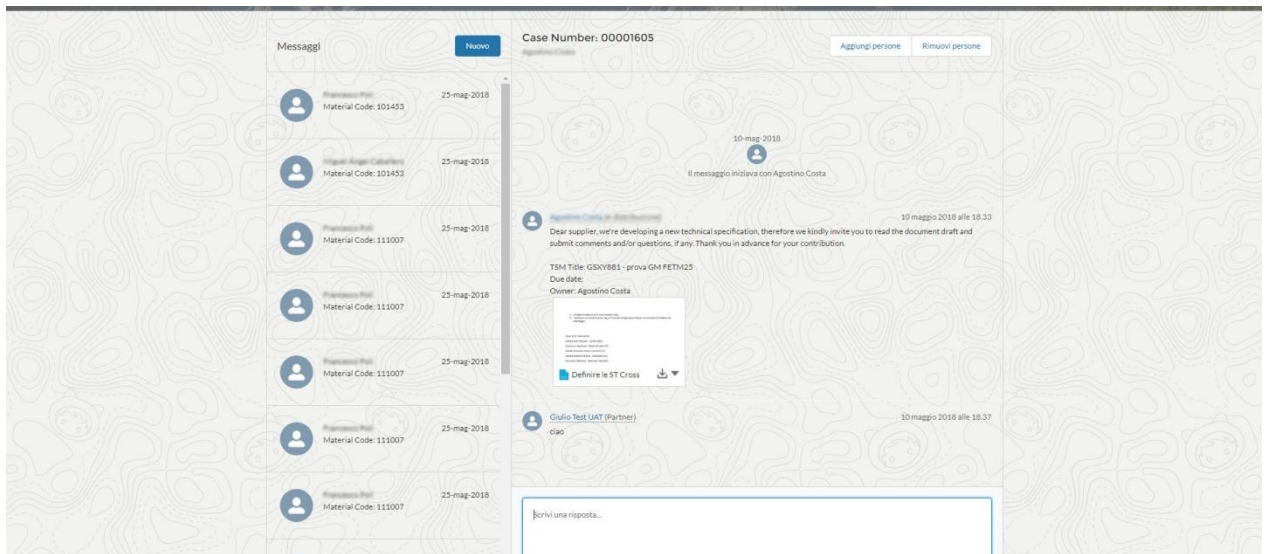 Messaggi
Nuovo
Material Code: 101453
25-mag-2018
Material Code: 101453
25-mag-2018
Material Code: 111007
25-mag-2018
Material Code: 111007
25-mag-2018
Material Code: 111007
25-mag-2018
Material Code: 111007
25-mag-2018
Material Code: 111007
25-mag-2018
Case Number: 00001605
Aggiungi persone
Rimuovi persone
10-mag-2018
Il messaggio iniziava con Agostino Costa
10 maggio 2018 alle 18.33
Dear supplier, we're developing a new technical specification, therefore we kindly invite you to read the document draft and
submit comments and/or questions, if any. Thank you in advance for your contribution.
TSM Title: GSXY881 - prova GM FETM25
Due date:
Owner: Agostino Costa
Definire le ST Cross
Giulio Test UAT (Partner)
10 maggio 2018 alle 18.37
ciao
Scrivi una risposta...